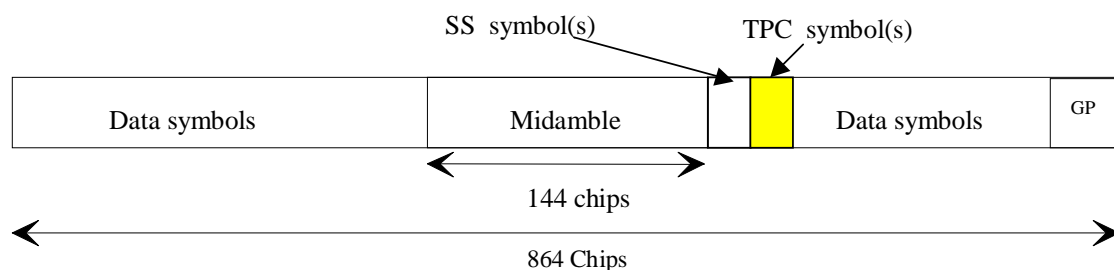 SS symbol(s)
TPC symbol(s)
Data symbols
Midamble
Data symbols
GP
144 chips
864 Chips